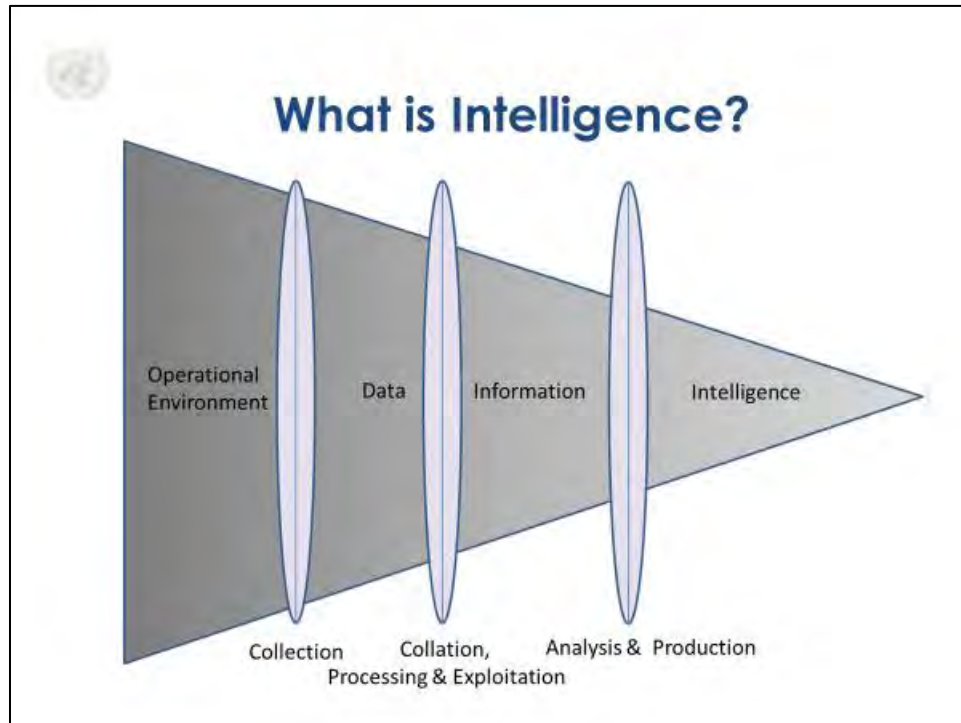 What is Intelligence?
Operational
Environment
Data
Information
Intelligence
Collection
Collation,
Processing & Exploitation
Analysis & Production